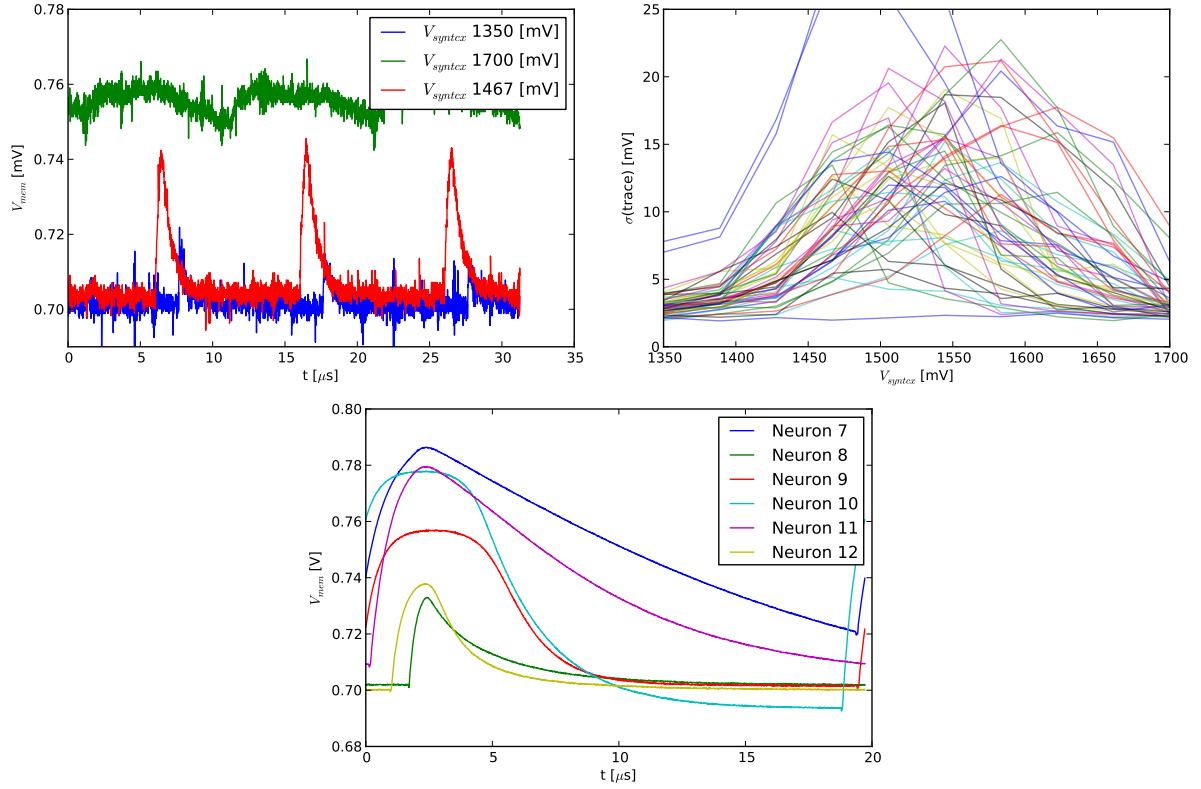 0.78
0.76
0.74
0.72
0.70
V_mem [mV]
0 5 10 15 20 25 30 35
t [μs]
V_syntcx 1350 [mV]
V_syntcx 1700 [mV]
V_syntcx 1467 [mV]
25
20
15
10
5
0
σ(trace) [mV]
1350 1400 1450 1500 1550 1600 1650 1700
V_syntcx [mV]
0.80
0.78
0.76
0.74
0.72
0.70
0.68
V_mem [V]
0 5 10 15 20
t [μs]
Neuron 7
Neuron 8
Neuron 9
Neuron 10
Neuron 11
Neuron 12